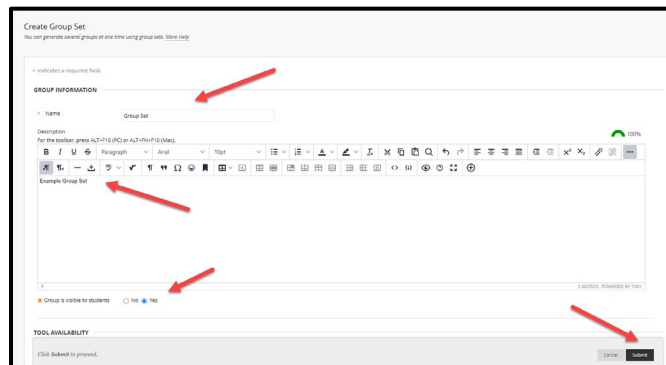 Create Group Set
You can generate several groups at one time using group sets. More Help
* Indicates a required field.
GROUP INFORMATION
* Name
Group Set
Description
For the toolbar, press ALT+F10 (PC) or ALT+FN+F10 (Mac).
100%
B I U S Paragraph Arial 10pt
Example Group Set
P
3 WORDS POWERED BY TINY
Group is visible to students No Yes
TOOL AVAILABILITY
Click Submit to proceed.
Cancel Submit